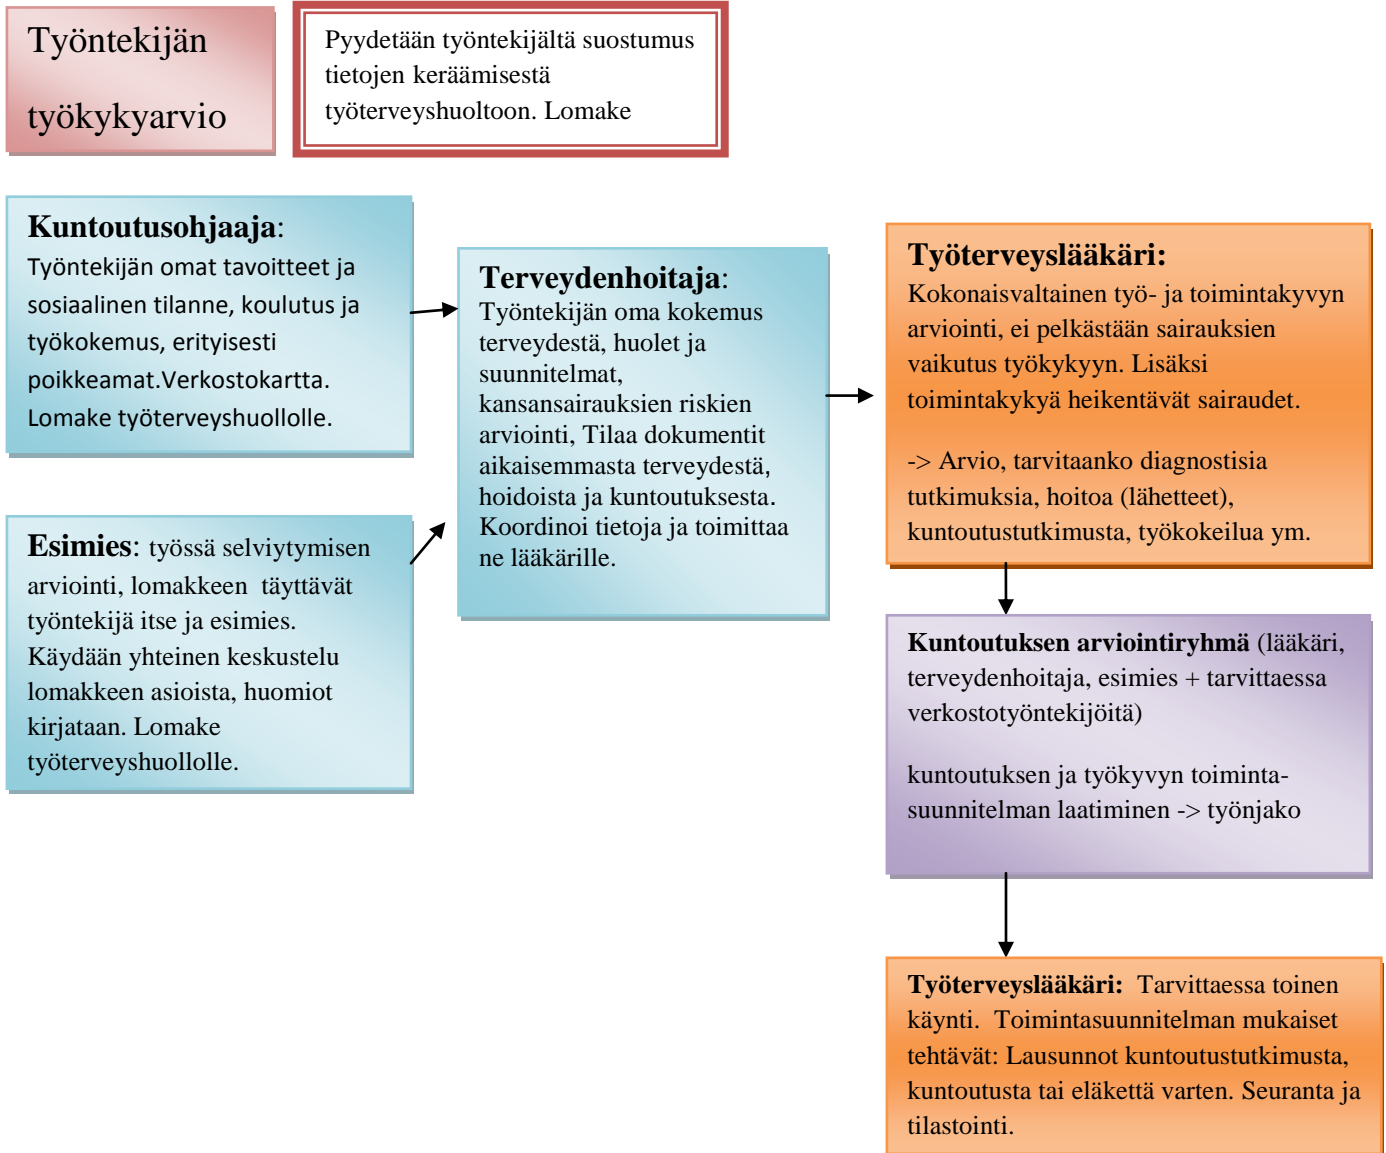 Työntekijän
työkykyarvio
Pyydetään työntekijältä suostumus
tietojen keräämisestä
työterveyshuoltoon. Lomake
Kuntoutusohjaaja:
Työntekijän omat tavoitteet ja
sosiaalinen tilanne, koulutus ja
työkokemus, erityisesti
poikkeamat.Verkostokartta.
Lomake työterveyshuollolle.
Esimies: työssä selviytymisen
arviointi, lomakkeen täyttävät
työntekijä itse ja esimies.
Käydään yhteinen keskustelu
lomakkeen asioista, huomiot
kirjataan. Lomake
työterveyshuollolle.
Terveydenhoitaja:
Työntekijän oma kokemus
terveydestä, huolet ja
suunnitelmat,
kansansairauksien riskien
arviointi, Tilaa dokumentit
aikaisemmasta terveydestä,
hoidoista ja kuntoutuksesta.
Koordinoi tietoja ja toimittaa
ne lääkärille.
Työterveyslääkäri:
Kokonaisvaltainen työ- ja toimintakyvyn
arviointi, ei pelkästään sairauksien
vaikutus työkykyyn. Lisäksi
toimintakykyä heikentävät sairaudet.
-> Arvio, tarvitaanko diagnostisia
tutkimuksia, hoitoa (lähetteet),
kuntoutustutkimusta, työkokeilua ym.
Kuntoutuksen arviointiryhmä (lääkäri,
terveydenhoitaja, esimies + tarvittaessa
verkostotyöntekijöitä)
kuntoutuksen ja työkyvyn toiminta-
suunnitelman laatiminen -> työnjako
Työterveyslääkäri: Tarvittaessa toinen
käynti. Toimintasuunnitelman mukaiset
tehtävät: Lausunnot kuntoutustutkimusta,
kuntoutusta tai eläkettä varten. Seuranta ja
tilastointi.